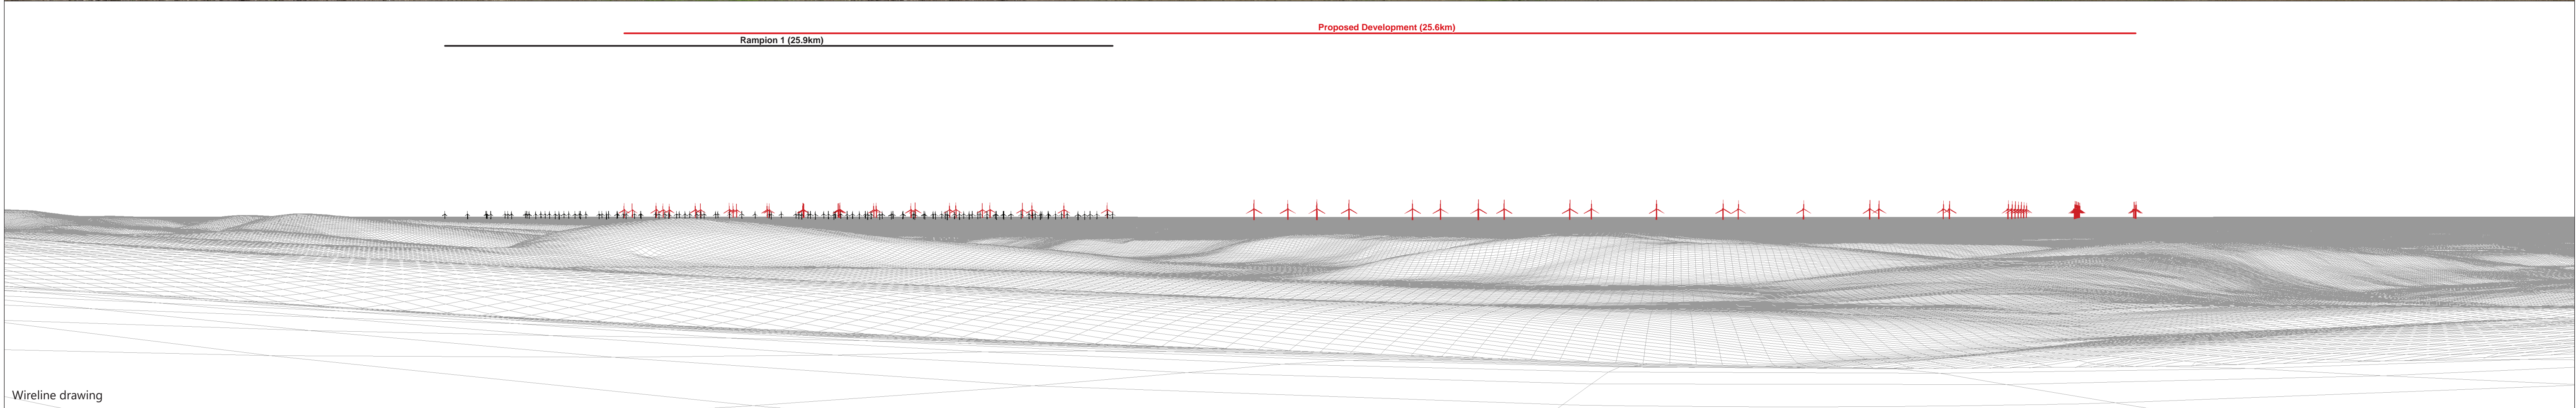 Proposed Development (25.6km)
Rampion 1 (25.9km)
Wireline drawing